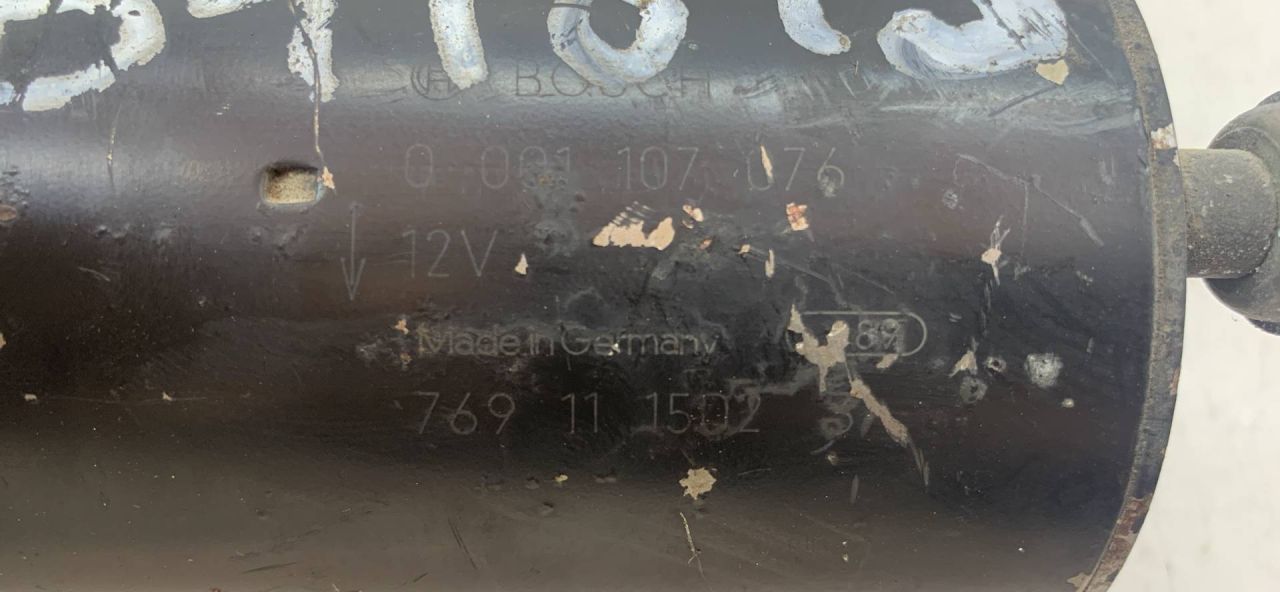 BOSCH
0 001 107 076
12V
Made in Germany 89
769 11 1502